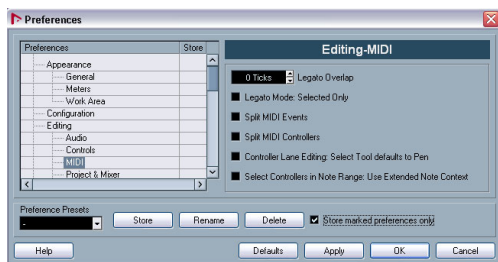 Preferences
Preferences Store
Appearance
General
Meters
Work Area
Configuration
Editing
Audio
Controls
MIDI
Project & Mixer
Editing-MIDI
0 Ticks Legato Overlap
Legato Mode: Selected Only
Split MIDI Events
Split MIDI Controllers
Controller Lane Editing: Select Tool defaults to Pen
Select Controllers in Note Range: Use Extended Note Context
Preference Presets
- Store Rename Delete Store marked preferences only
Help Defaults Apply OK Cancel